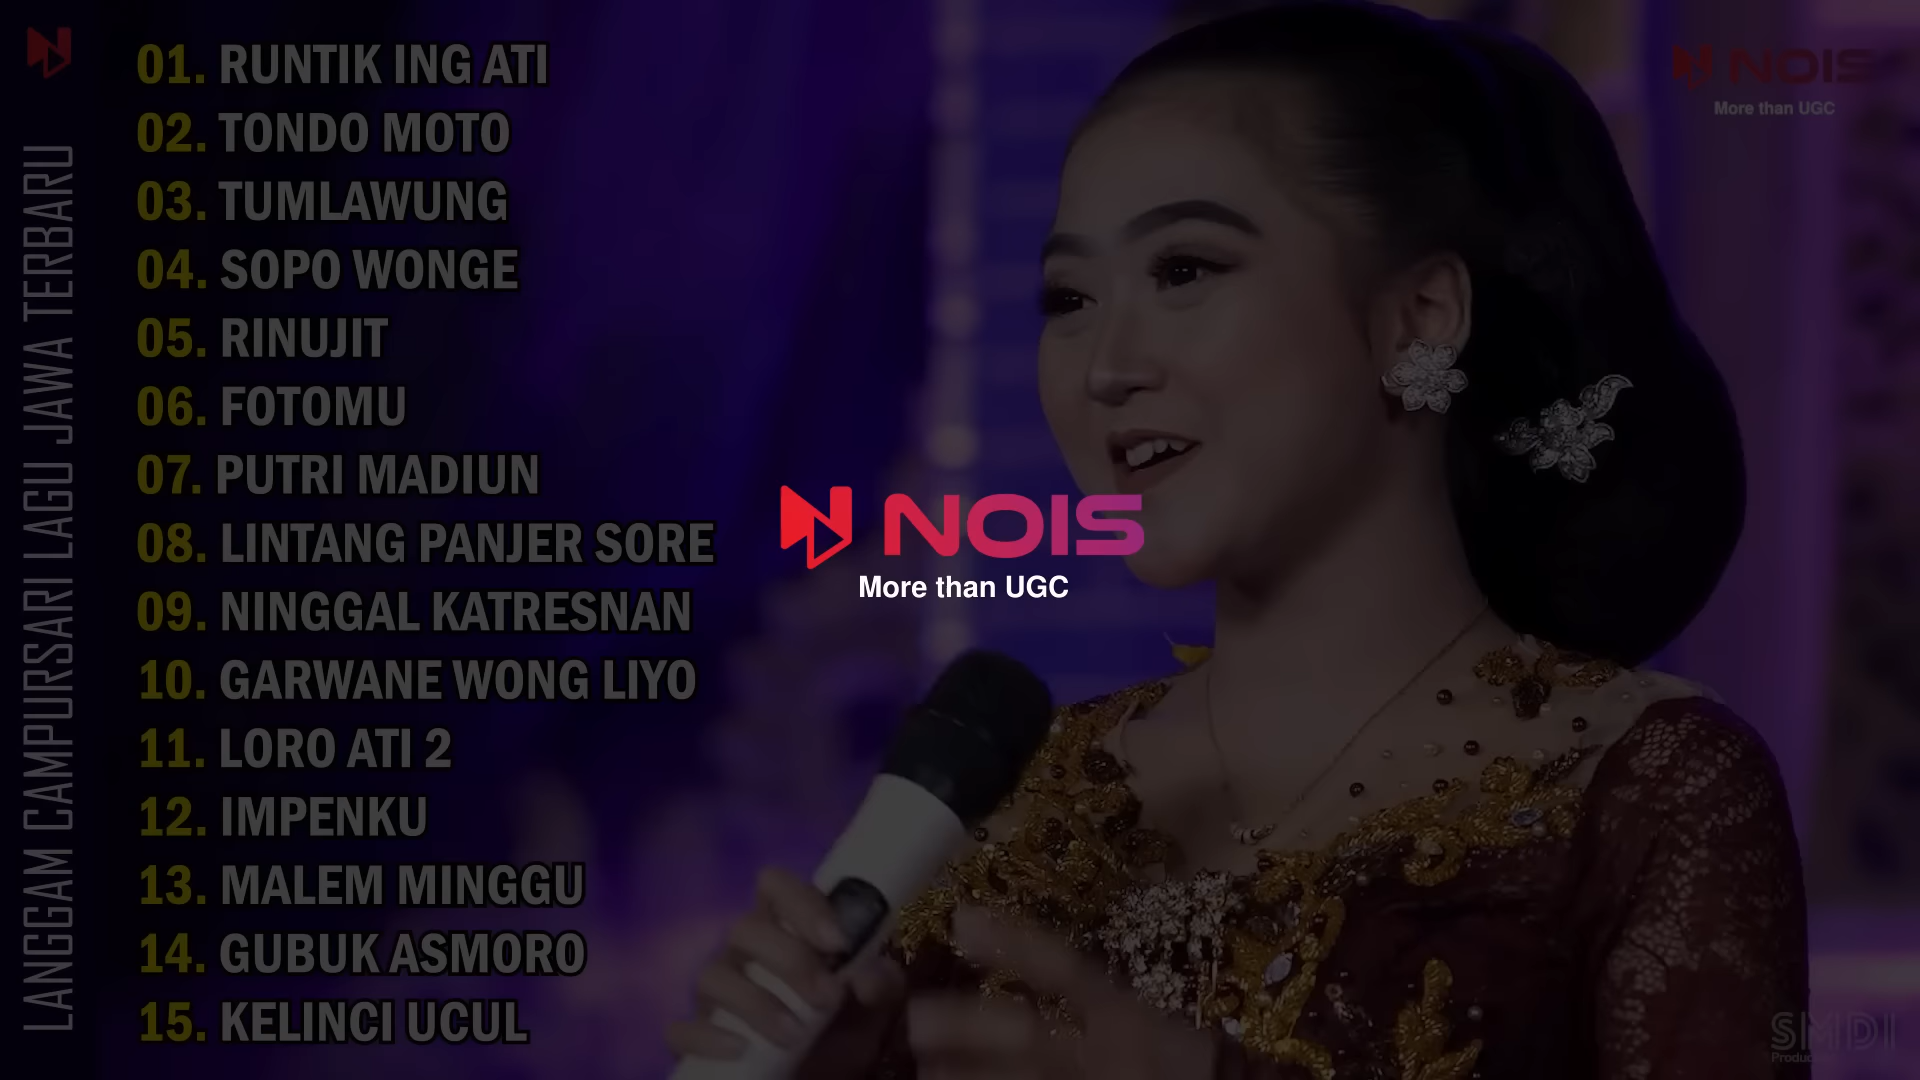 LANGGAM CAMPURSARI LAGU JAWA TERBARU
01. RUNTIK ING ATI
02. TONDO MOTO
03. TUMLAWUNG
04. SOPO WONGE
05. RINUJIT
06. FOTOMU
07. PUTRI MADIUN
08. LINTANG PANJER SORE
09. NINGGAL KATRESNAN
10. GARWANE WONG LIYO
11. LORO ATI 2
12. IMPENKU
13. MALEM MINGGU
14. GUBUK ASMORO
15. KELINCI UCUL
NOIS
More than UGC
NOIS
More than UGC
SMDI